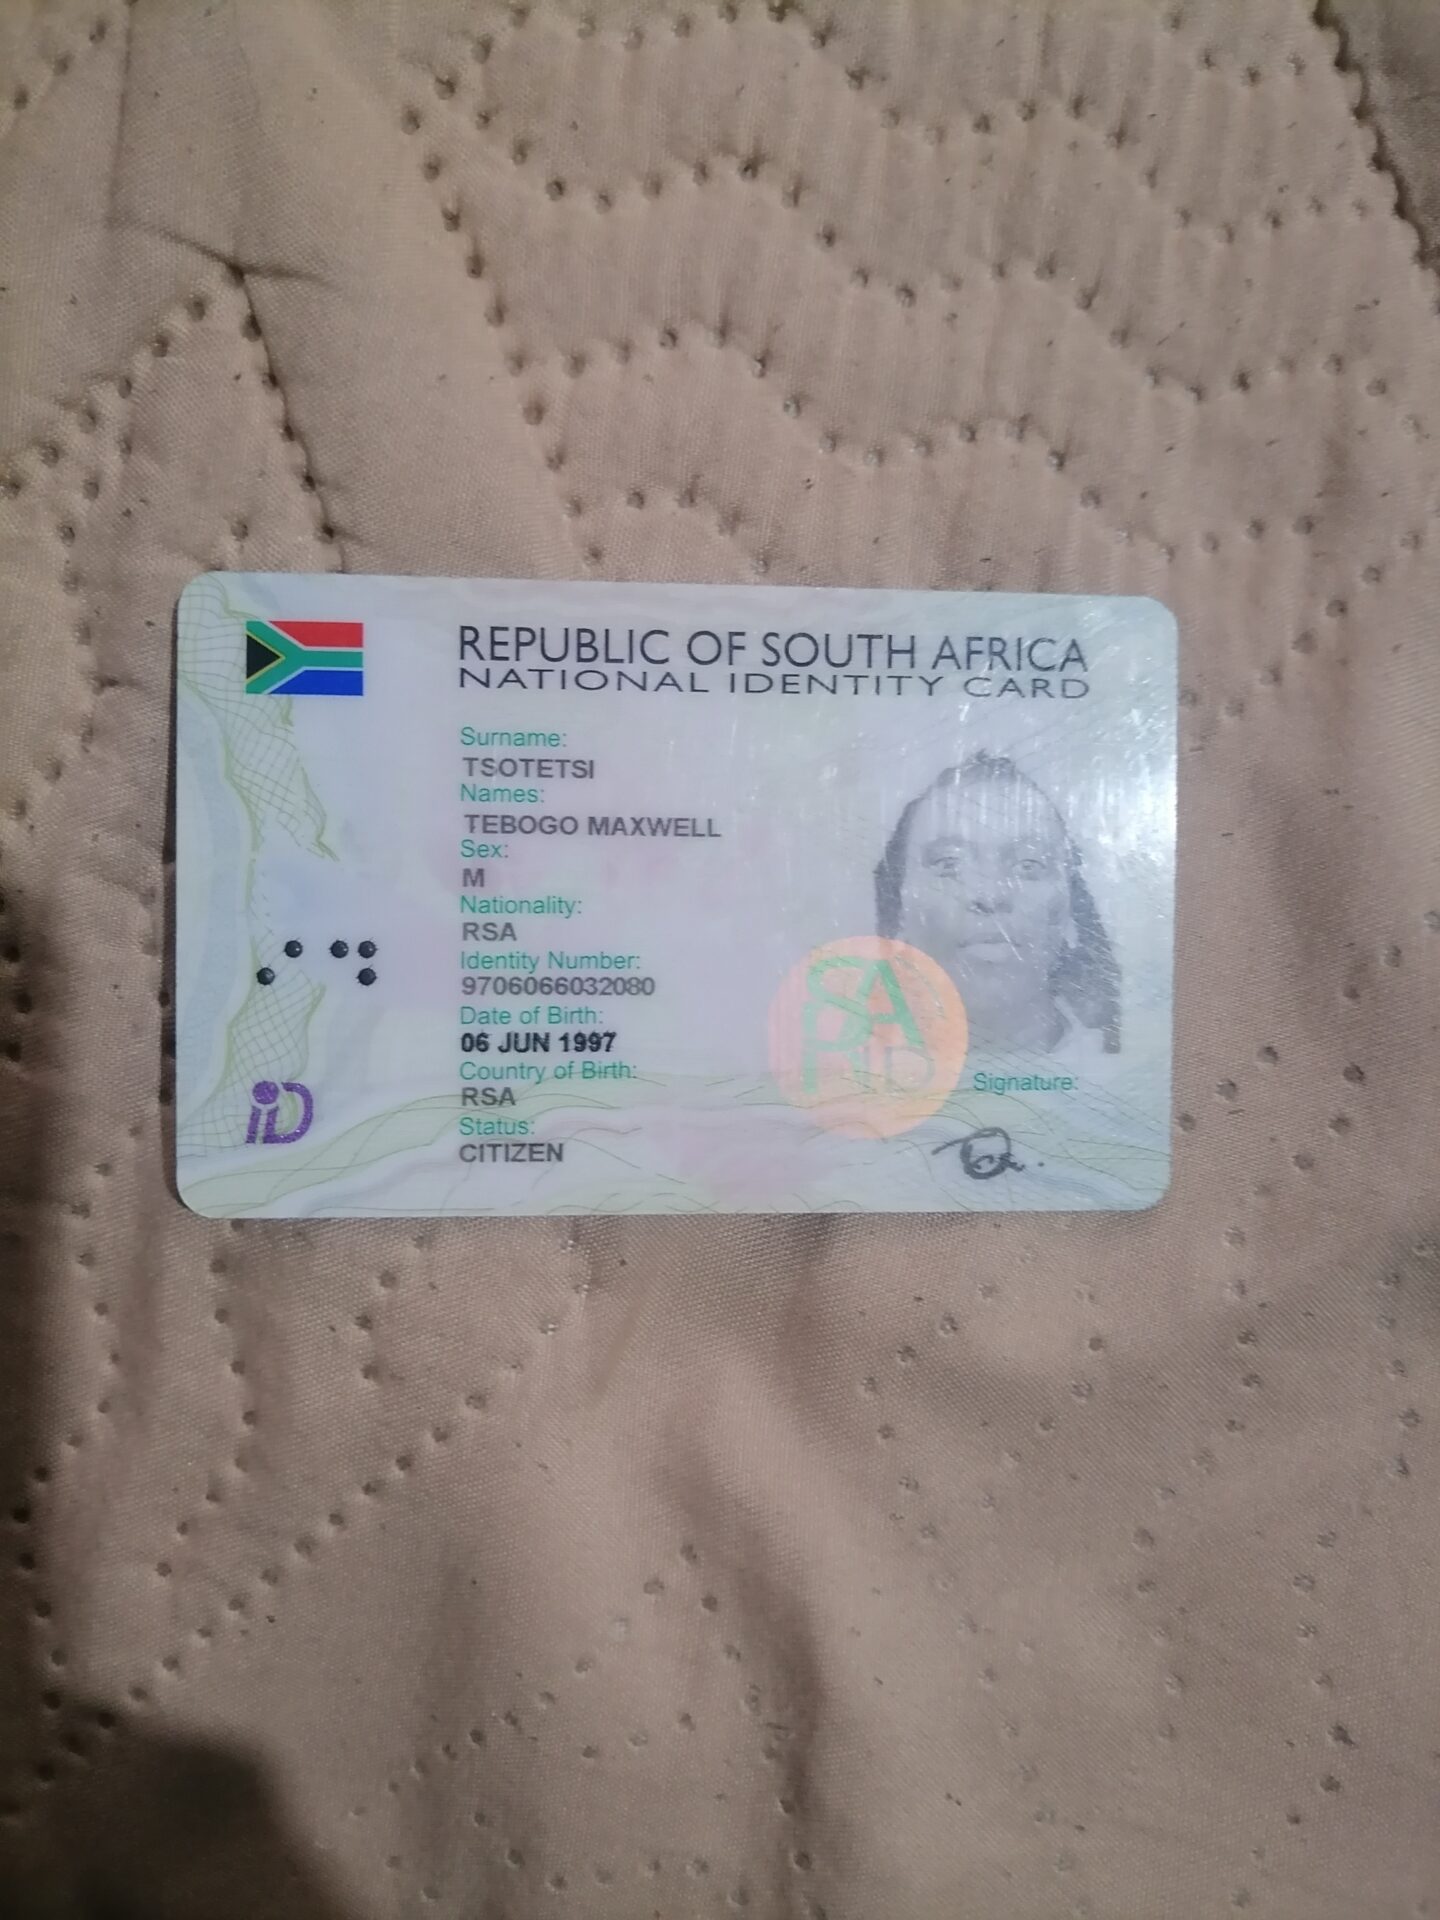 REPUBLIC OF SOUTH AFRICA
NATIONAL IDENTITY CARD
Surname:
TSOTETSI
Names:
TEBOGO MAXWELL
Sex:
M
Nationality:
RSA
Identity Number:
9706066032080
Date of Birth:
06 JUN 1997
Country of Birth:
RSA
Status:
CITIZEN
Signature:
iD